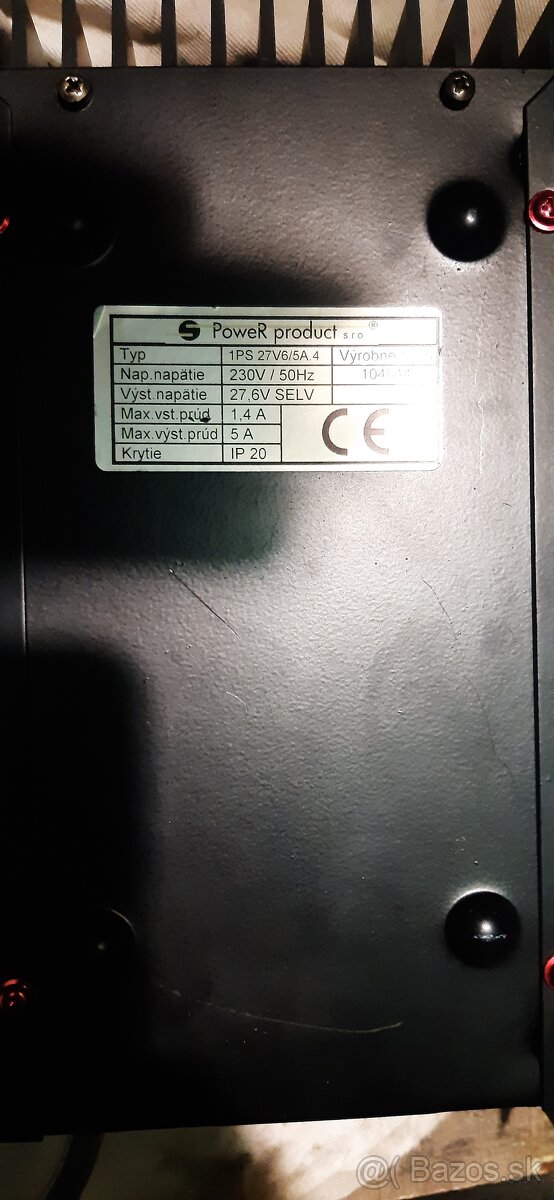 S PoweR product s.r.o ®
Typ 1PS 27V6/5A.4 Výrobné
Nap.napätie 230V / 50Hz
Výst.napätie 27,6V SELV
Max.vst.prúd 1,4 A
Max.výst.prúd 5 A
Krytie IP 20
CE
@( Bazos.sk